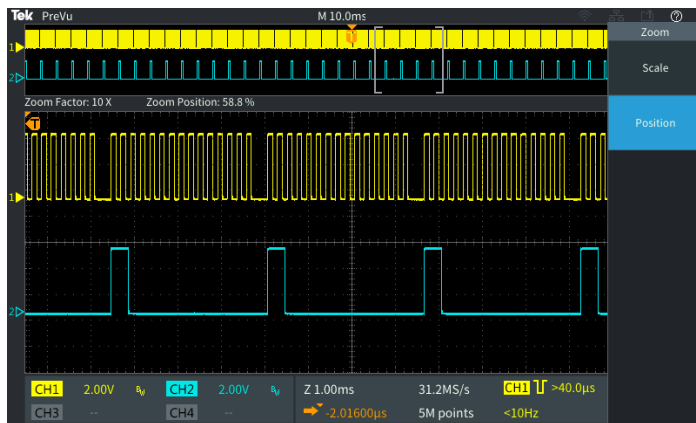 Tek PreVu M 10.0ms
Zoom
1
T
Scale
2
Zoom Factor: 10 X Zoom Position: 58.8 %
T
Position
1
2
CH1 2.00V BW CH2 2.00V BW Z 1.00ms 31.2MS/s CH1 >40.0μs
CH3 -- CH4 -- -2.01600μs 5M points <10Hz